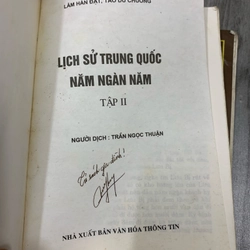 LÂM HÁN ĐẠT, TÀO DƯ CHƯƠNG
LỊCH SỬ TRUNG QUỐC
NĂM NGÀN NĂM
TẬP II
NGƯỜI DỊCH: TRẦN NGỌC THUẬN
NHÀ XUẤT BẢN VĂN HÓA THÔNG TIN